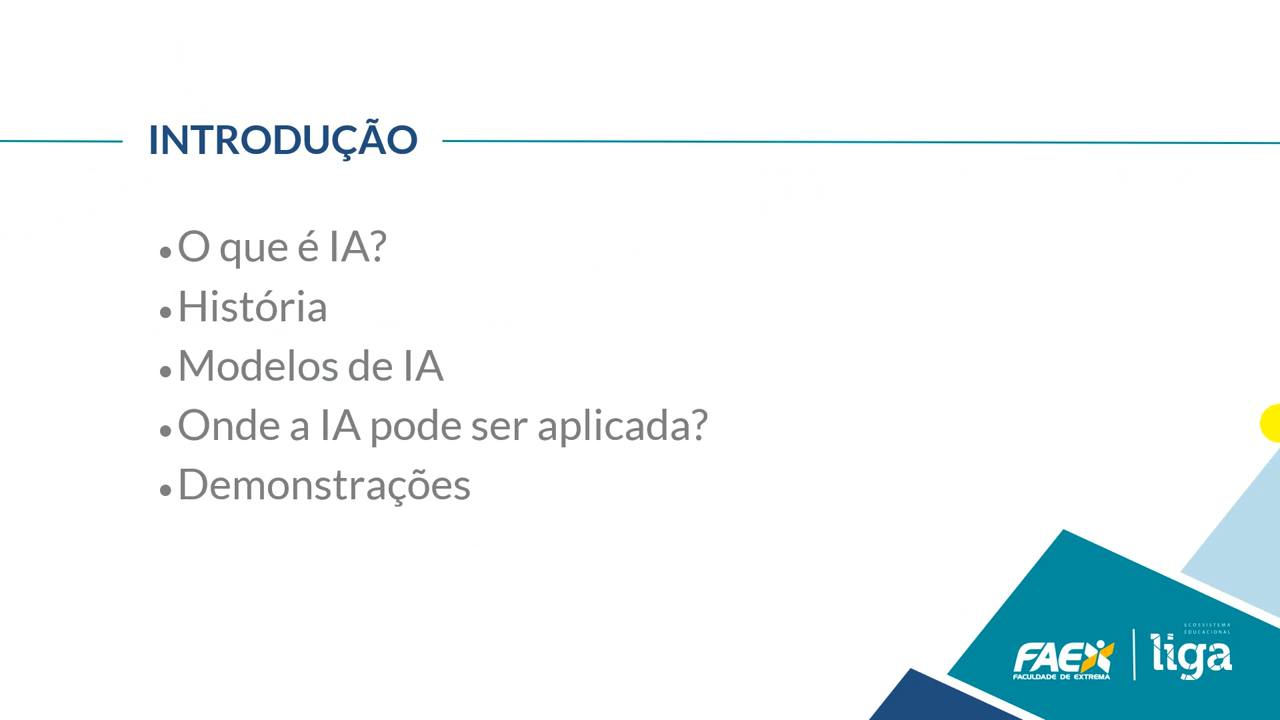 INTRODUÇÃO
•O que é IA?
•História
•Modelos de IA
•Onde a IA pode ser aplicada?
•Demonstrações
ECOSSISTEMA
EDUCACIONAL
FAEX
liga
FACULDADE DE EXTREMA